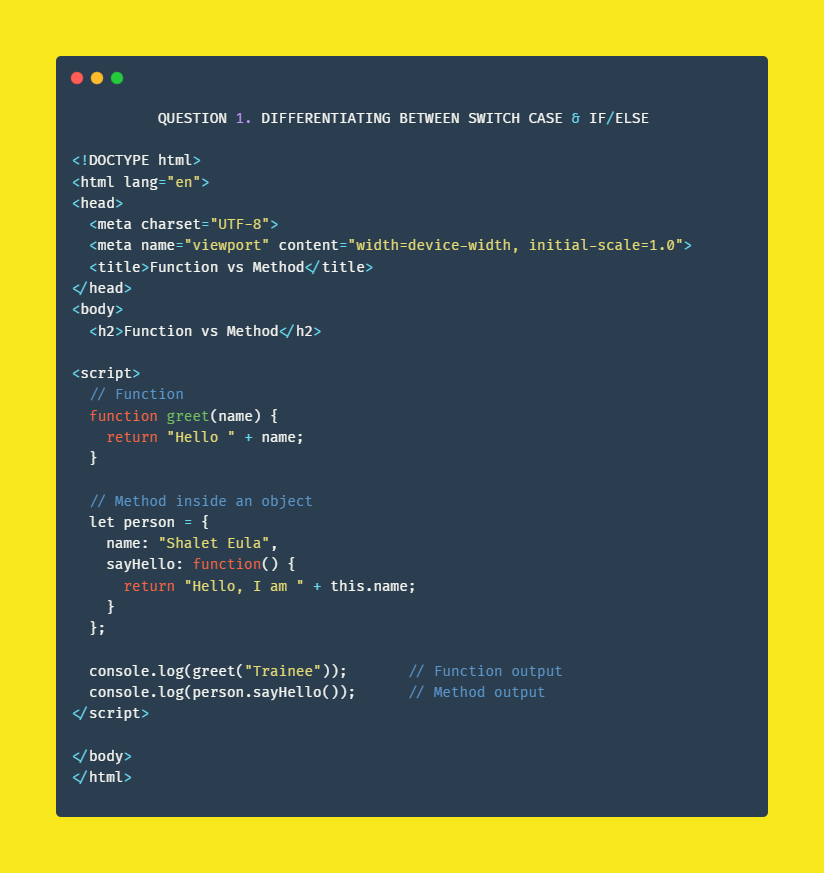 QUESTION 1. DIFFERENTIATING BETWEEN SWITCH CASE & IF/ELSE
<!DOCTYPE html>
<html lang="en">
<head>
  <meta charset="UTF-8">
  <meta name="viewport" content="width=device-width, initial-scale=1.0">
  <title>Function vs Method</title>
</head>
<body>
  <h2>Function vs Method</h2>
<script>
  // Function
  function greet(name) {
    return "Hello " + name;
  }
  // Method inside an object
  let person = {
    name: "Shalet Eula",
    sayHello: function() {
      return "Hello, I am " + this.name;
    }
  };
  console.log(greet("Trainee"));       // Function output
  console.log(person.sayHello());      // Method output
</script>
</body>
</html>